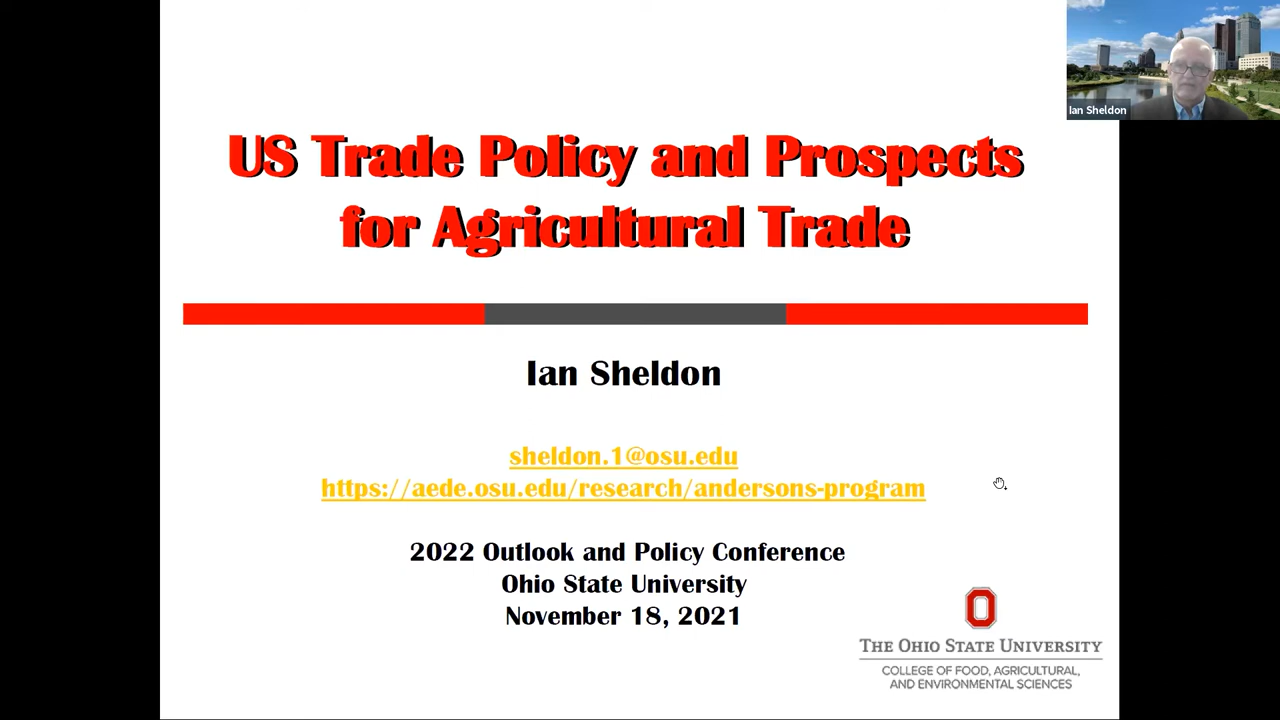 Ian Sheldon
US Trade Policy and Prospects
for Agricultural Trade
Ian Sheldon
sheldon.1@osu.edu
https://aede.osu.edu/research/andersons-program
2022 Outlook and Policy Conference
Ohio State University
November 18, 2021
O
THE OHIO STATE UNIVERSITY
COLLEGE OF FOOD, AGRICULTURAL,
AND ENVIRONMENTAL SCIENCES